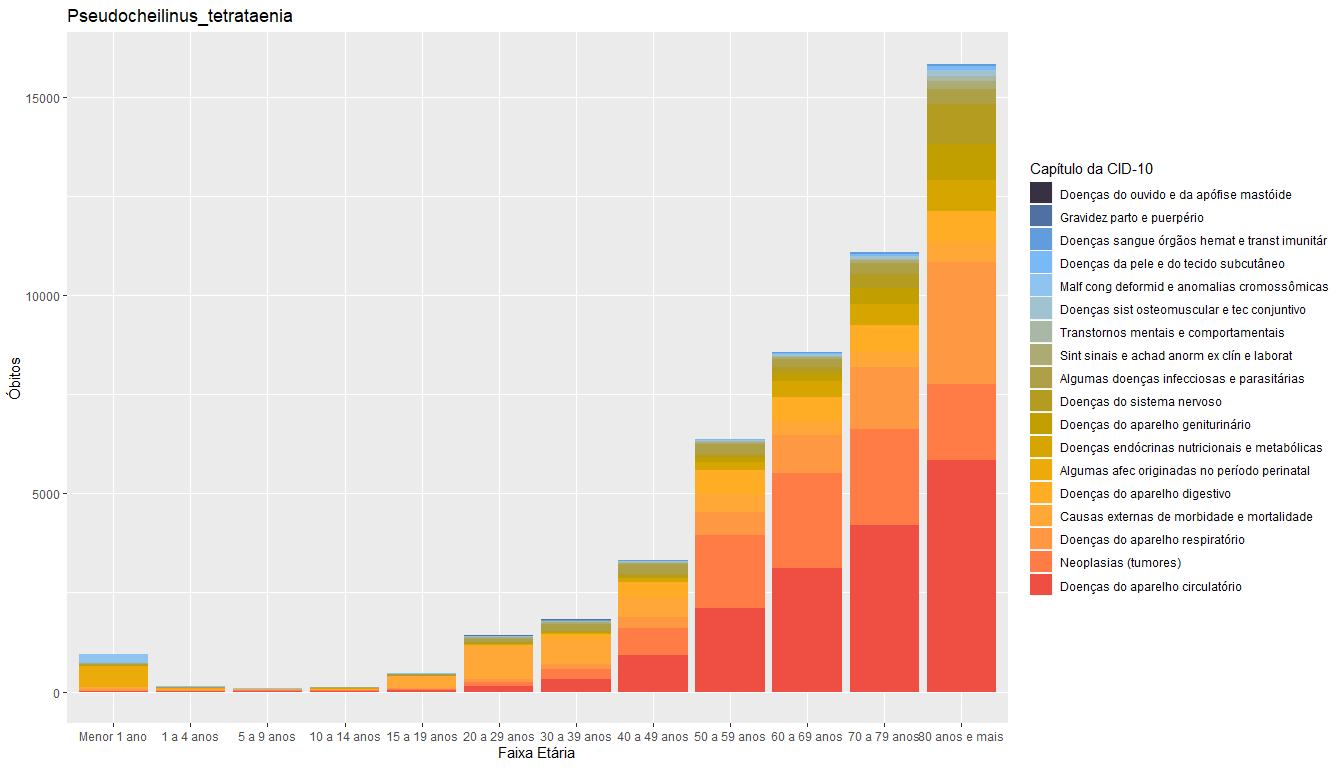 Pseudocheilinus_tetrataenia
15000
10000
5000
0
Óbitos
Menor 1 ano
1 a 4 anos
5 a 9 anos
10 a 14 anos
15 a 19 anos
20 a 29 anos
30 a 39 anos
40 a 49 anos
50 a 59 anos
60 a 69 anos
70 a 79 anos
80 anos e mais
Faixa Etária
Capítulo da CID-10
Doenças do ouvido e da apófise mastóide
Gravidez parto e puerpério
Doenças sangue órgãos hemat e transt imunitár
Doenças da pele e do tecido subcutâneo
Malf cong deformid e anomalias cromossômicas
Doenças sist osteomuscular e tec conjuntivo
Transtornos mentais e comportamentais
Sint sinais e achad anorm ex clín e laborat
Algumas doenças infecciosas e parasitárias
Doenças do sistema nervoso
Doenças do aparelho geniturinário
Doenças endócrinas nutricionais e metabólicas
Algumas afec originadas no período perinatal
Doenças do aparelho digestivo
Causas externas de morbidade e mortalidade
Doenças do aparelho respiratório
Neoplasias (tumores)
Doenças do aparelho circulatório